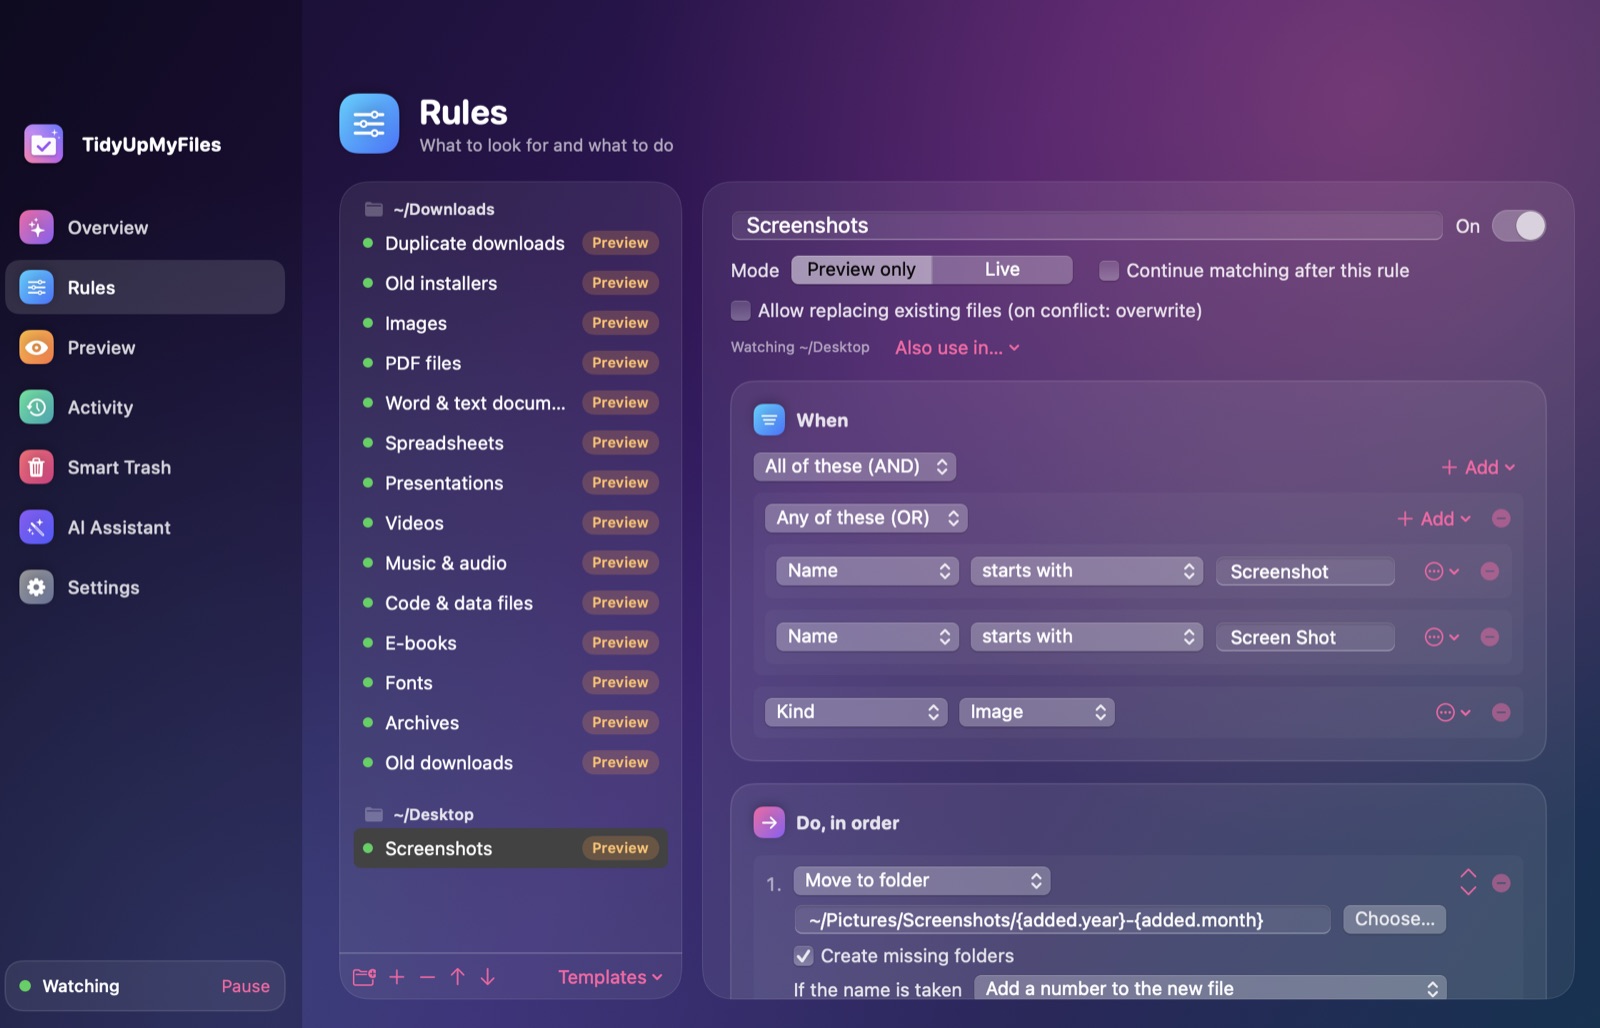 TidyUpMyFiles
Overview
Rules
Preview
Activity
Smart Trash
AI Assistant
Settings
Watching
Pause
Rules
What to look for and what to do
~/Downloads
Duplicate downloads Preview
Old installers Preview
Images Preview
PDF files Preview
Word & text docum... Preview
Spreadsheets Preview
Presentations Preview
Videos Preview
Music & audio Preview
Code & data files Preview
E-books Preview
Fonts Preview
Archives Preview
Old downloads Preview
~/Desktop
Screenshots Preview
Templates
Screenshots On
Mode Preview only Live Continue matching after this rule
Allow replacing existing files (on conflict: overwrite)
Watching ~/Desktop Also use in...
When
All of these (AND) + Add
Any of these (OR) + Add
Name starts with Screenshot
Name starts with Screen Shot
Kind Image
Do, in order
1. Move to folder
~/Pictures/Screenshots/{added.year}-{added.month} Choose...
Create missing folders
If the name is taken Add a number to the new file